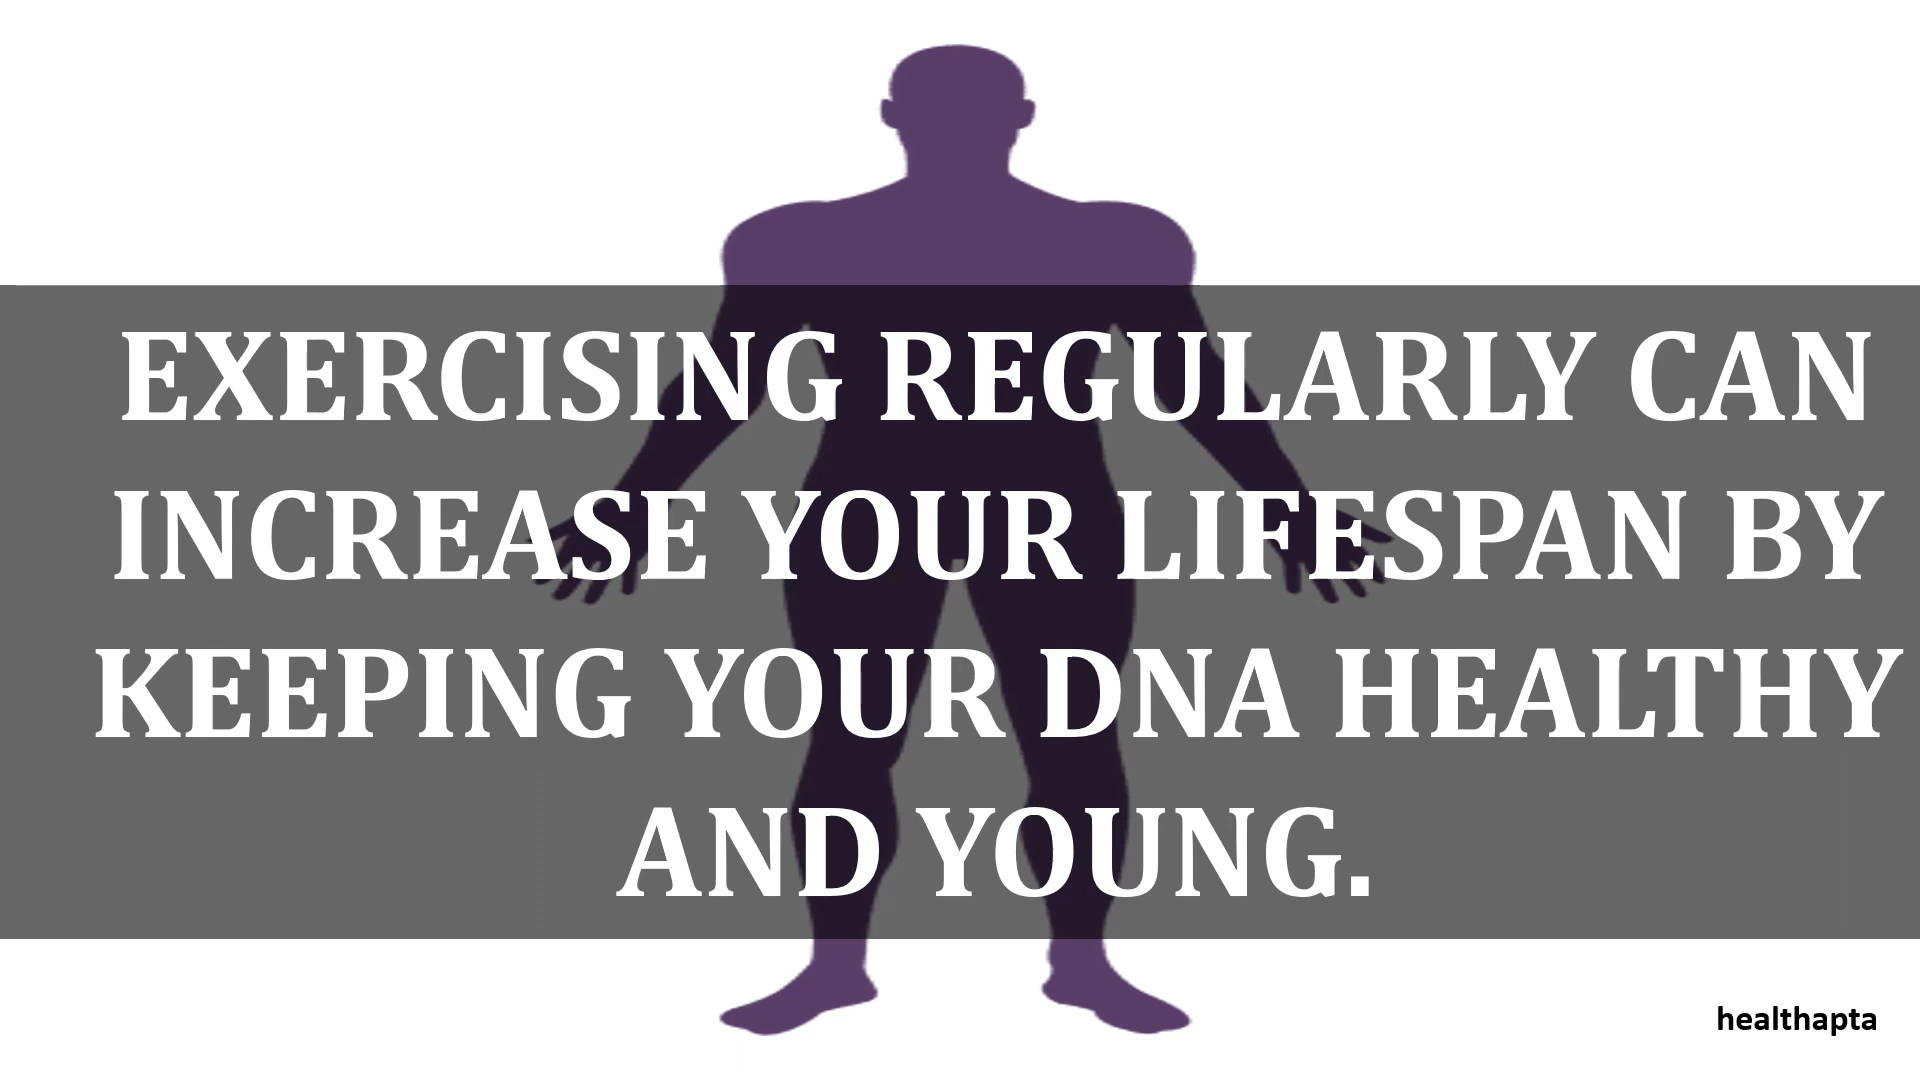 EXERCISING REGULARLY CAN
INCREASE YOUR LIFESPAN BY
KEEPING YOUR DNA HEALTHY
AND YOUNG.
healthapta